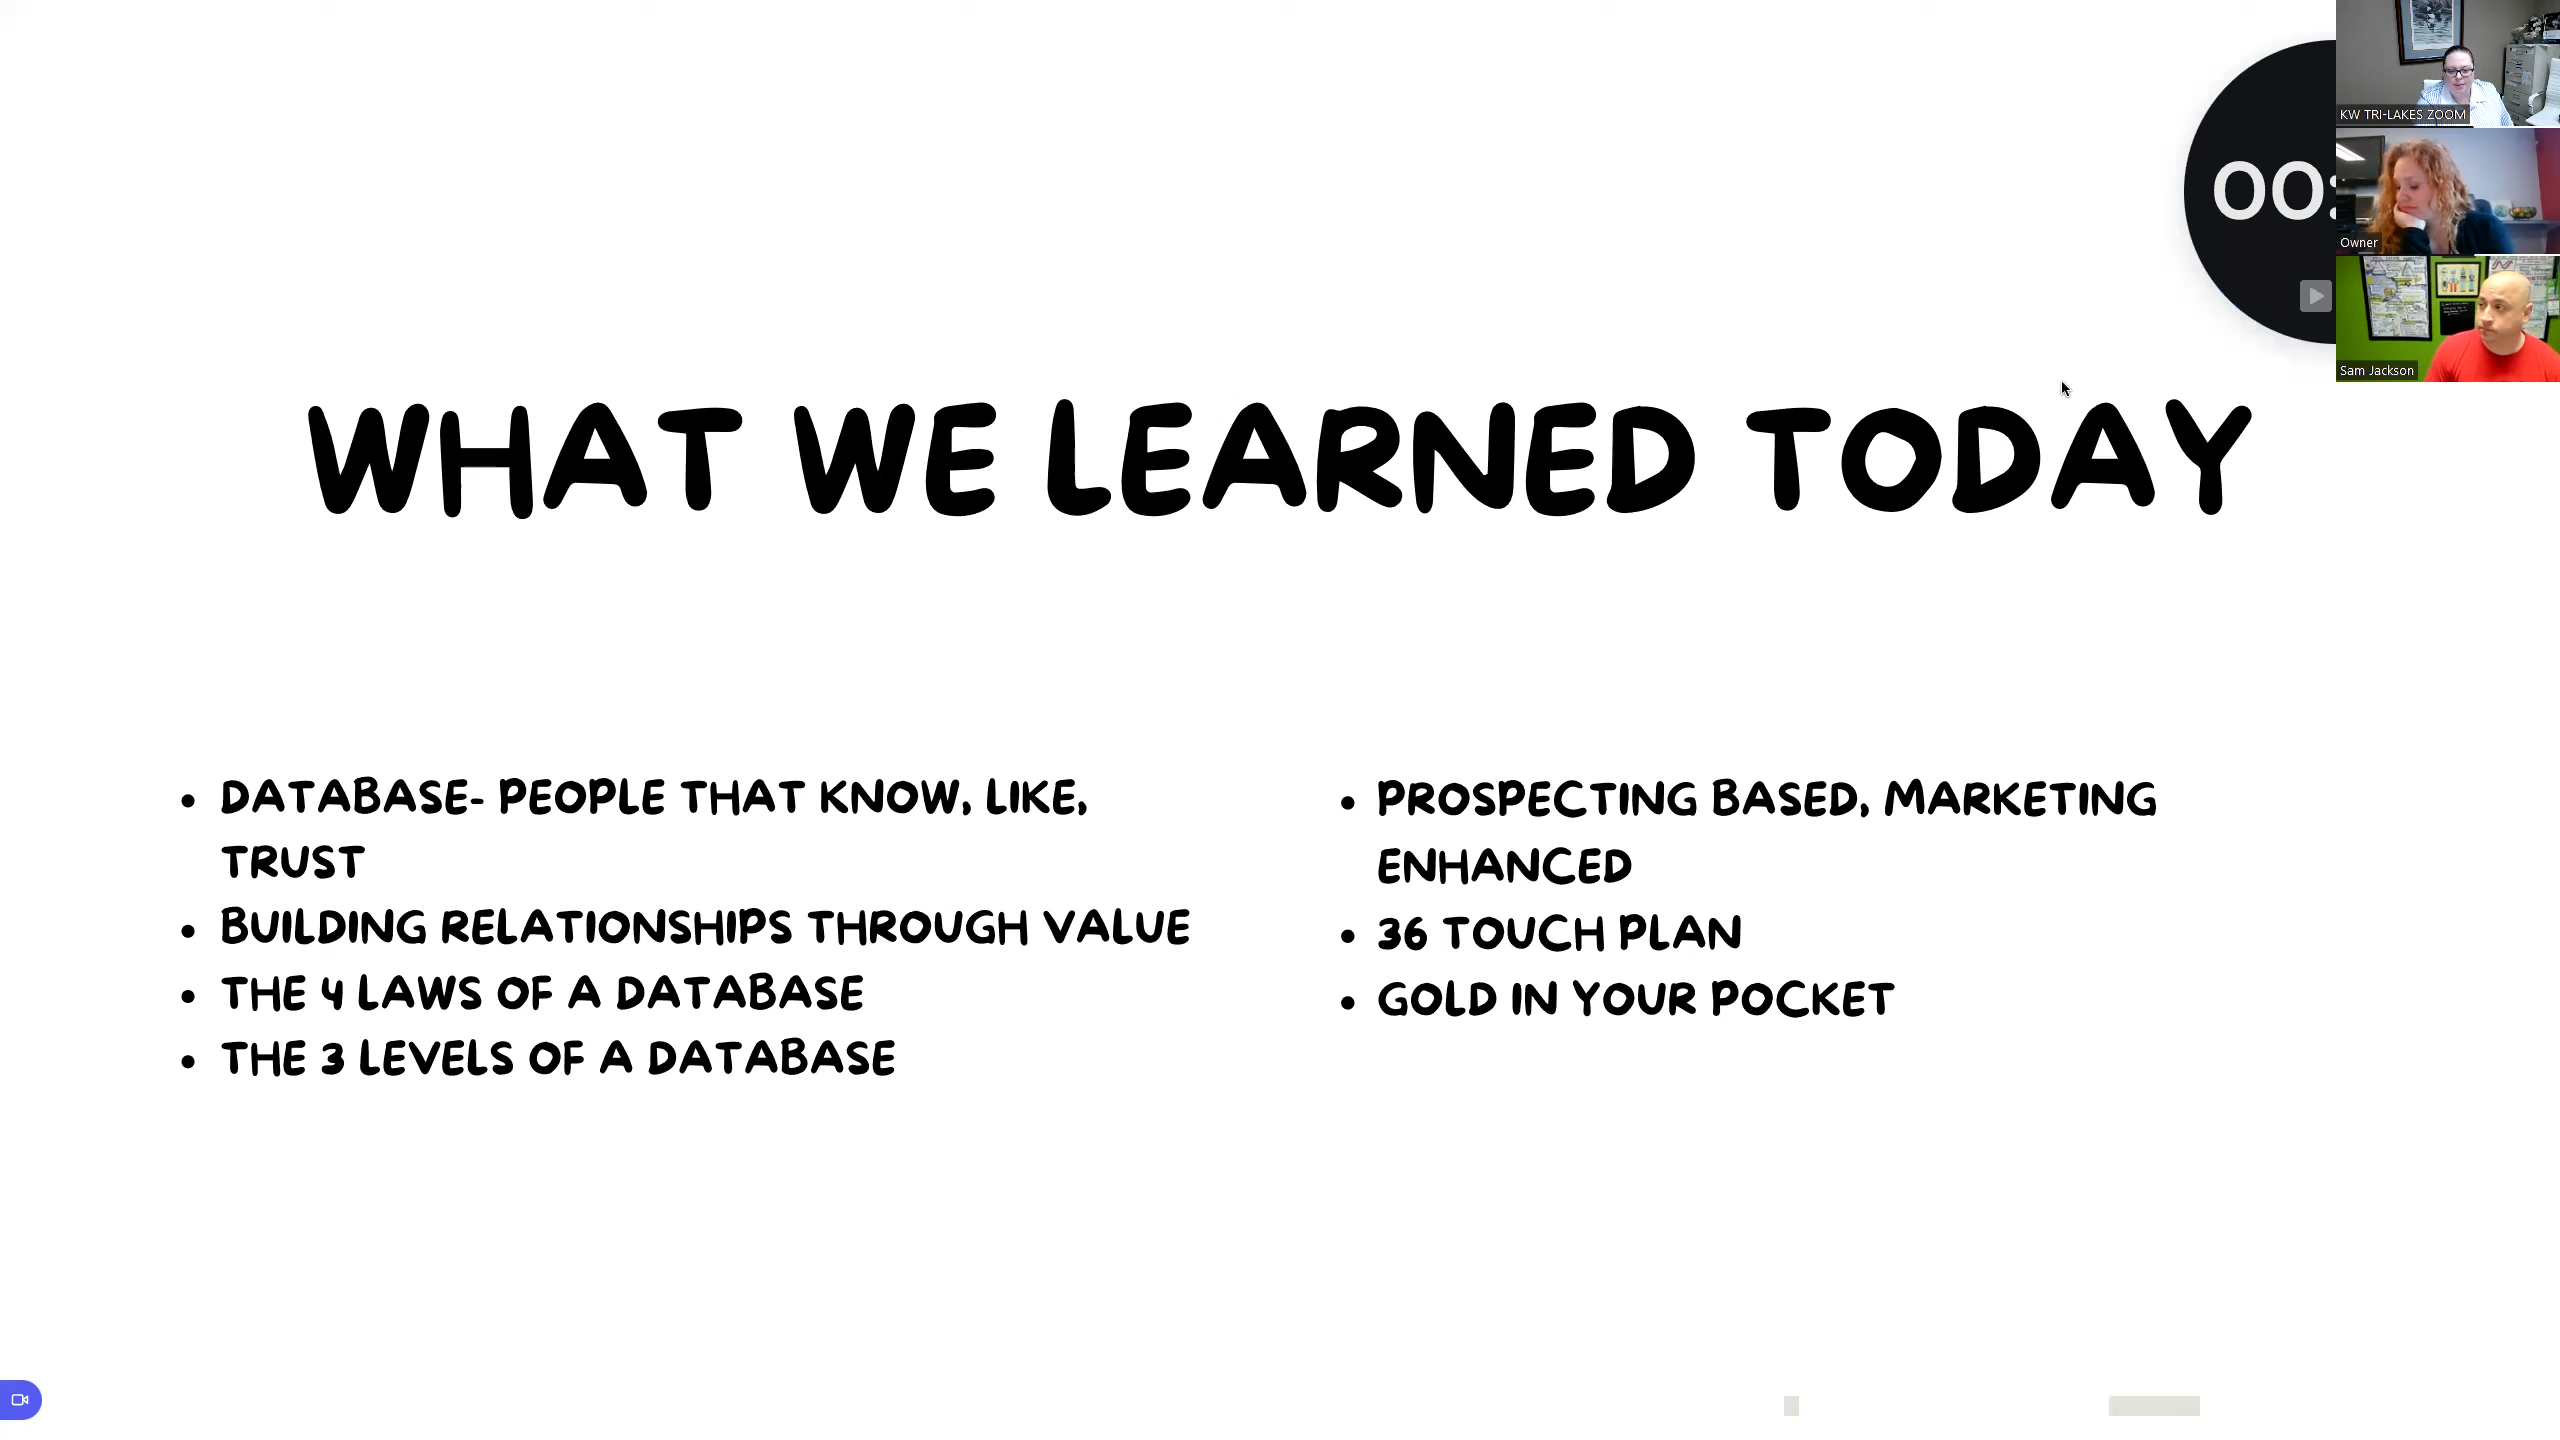 KW TRI-LAKES ZOOM
00:
Owner
Sam Jackson
WHAT WE LEARNED TODAY
• DATABASE- PEOPLE THAT KNOW, LIKE,
TRUST
• BUILDING RELATIONSHIPS THROUGH VALUE
• THE 4 LAWS OF A DATABASE
• THE 3 LEVELS OF A DATABASE
• PROSPECTING BASED, MARKETING
ENHANCED
• 36 TOUCH PLAN
• GOLD IN YOUR POCKET